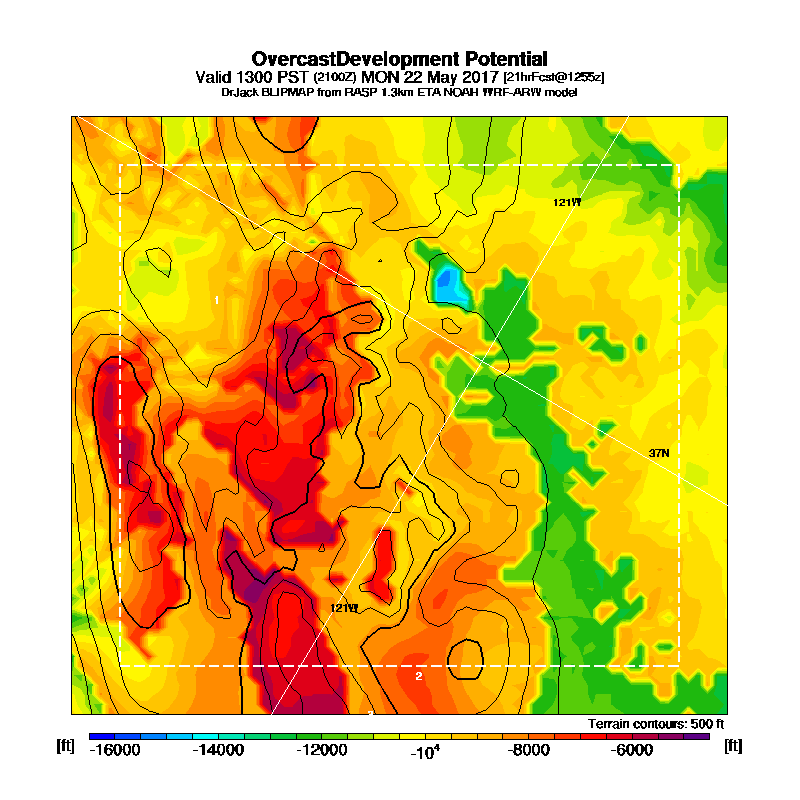 OvercastDevelopment Potential
Valid 1300 PST (2100Z) MON 22 May 2017 [21hrFcst@1255z]
DrJack BLIPMAP from RASP 1.3km ETA NOAH WRF-ARW model
121W
1
37N
121W
2
Terrain contours: 500 ft
[ft] -16000 -14000 -12000 -10⁴ -8000 -6000 [ft]